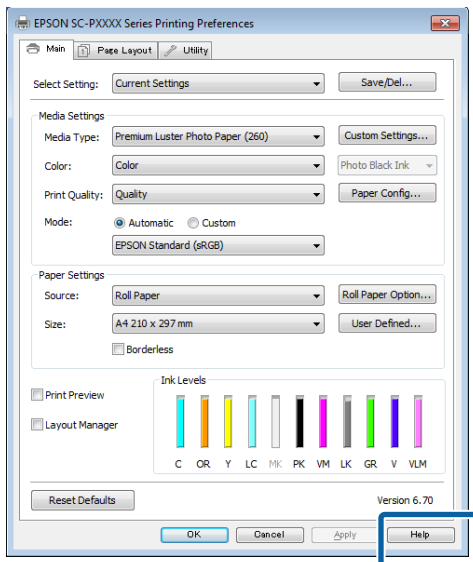 EPSON SC-PXXXX Series Printing Preferences
Main Page Layout Utility
Select Setting: Current Settings Save/Del...
Media Settings
Media Type: Premium Luster Photo Paper (260) Custom Settings...
Color: Color Photo Black Ink
Print Quality: Quality Paper Config...
Mode: Automatic Custom
EPSON Standard (sRGB)
Paper Settings
Source: Roll Paper Roll Paper Option...
Size: A4 210 x 297 mm User Defined...
Borderless
Ink Levels
Print Preview
Layout Manager
C OR Y LC MK PK VM LK GR V VLM
Reset Defaults Version 6.70
OK Cancel Apply Help